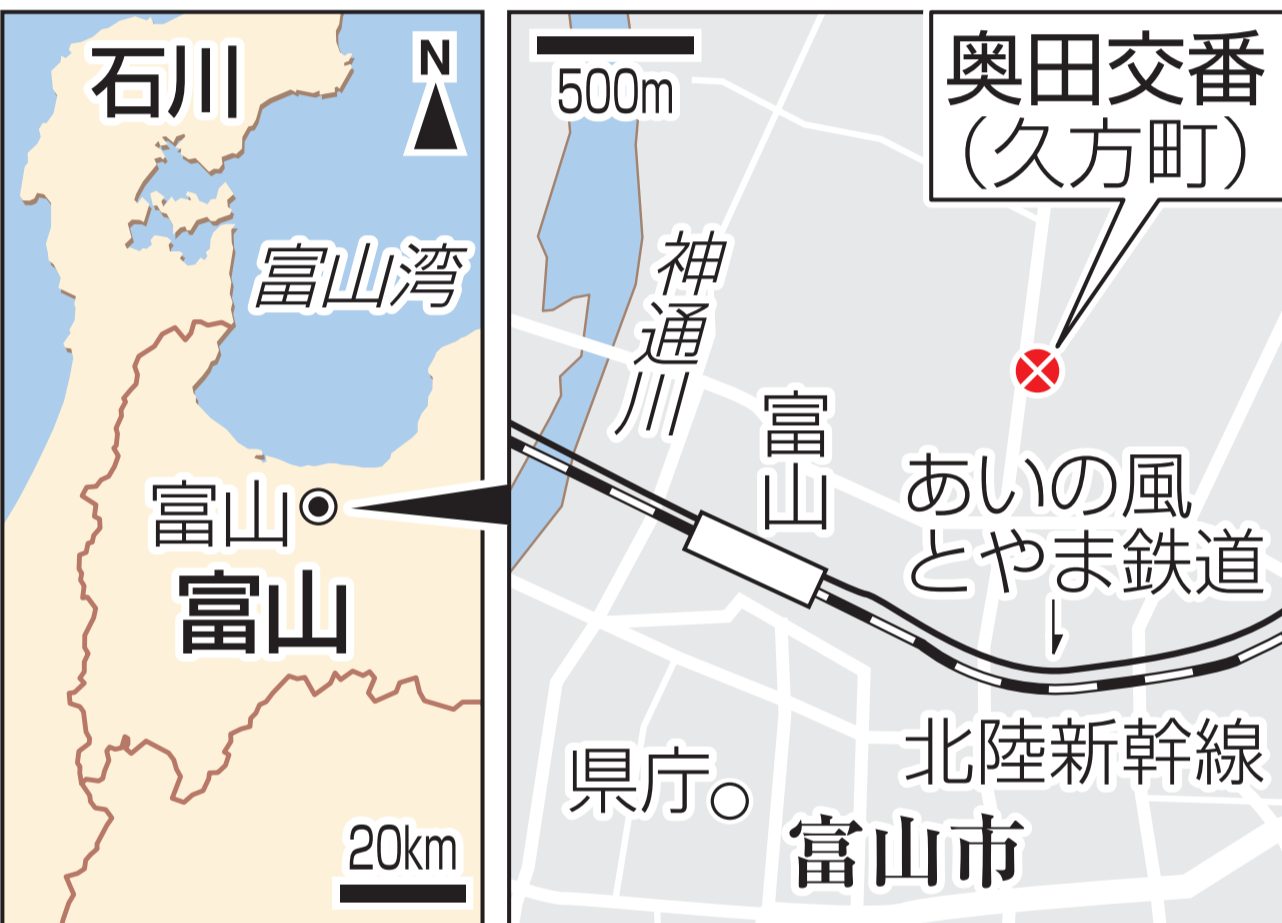 石川
N
富山湾
富山
富山
20km
500m
奥田交番
（久方町）
神通川
富山
あいの風
とやま鉄道
北陸新幹線
県庁
富山市